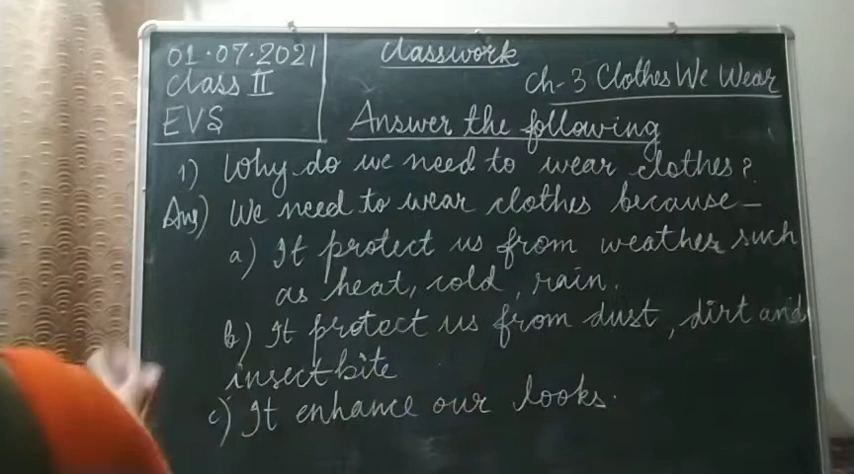 01.07.2021
Class II
EVS
Classwork
Ch-3 Clothes We Wear
Answer the following
1) Why do we need to wear clothes?
Ans) We need to wear clothes because –
a) It protect us from weather such
as heat, cold, rain.
b) It protect us from dust, dirt and
insect bite
c) It enhance our looks.